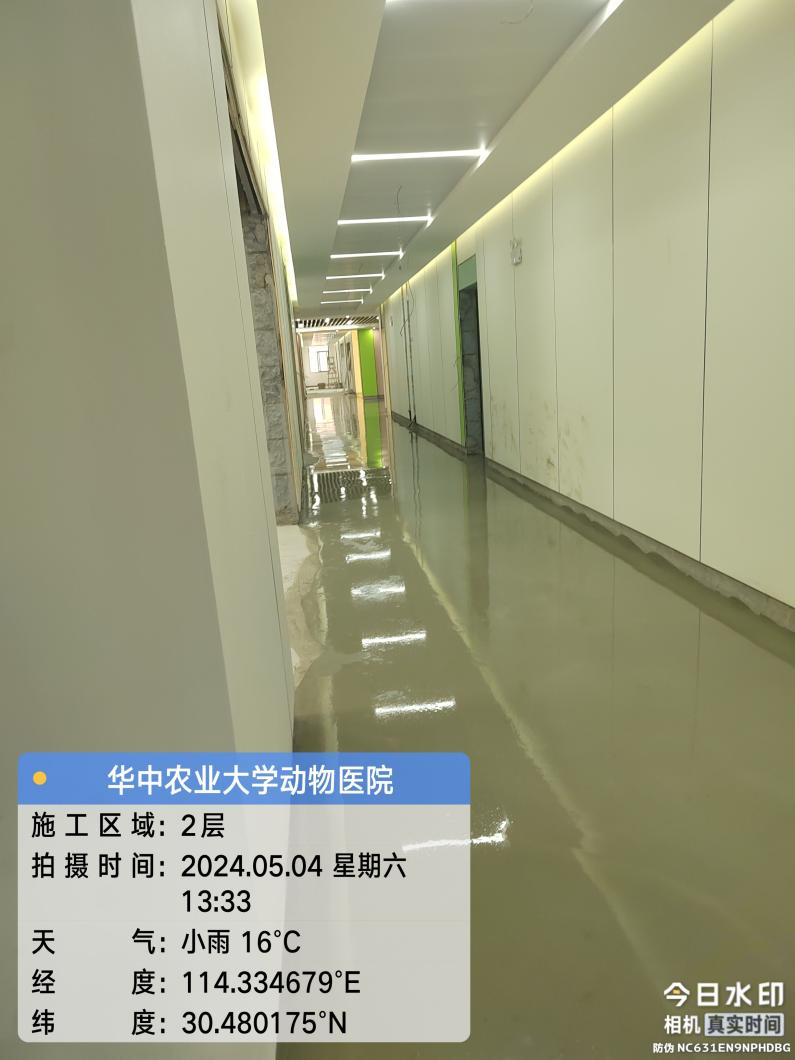 华中农业大学动物医院
施工区域：2层
拍摄时间：2024.05.04 星期六
13:33
天气：小雨 16°C
经度：114.334679°E
纬度：30.480175°N
今日水印
相机 真实时间
防伪 NC631EN9NPHDBG